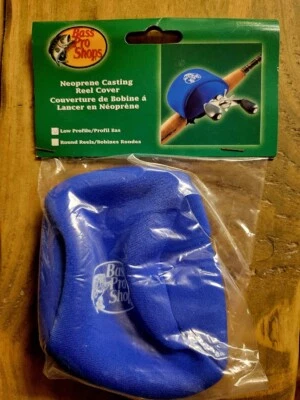 Bass
Pro
Shops
Neoprene Casting
Reel Cover
Couverture de Bobine á
Lancer en Néoprène
Low Profile/Profil Bas
Round Reels/Bobines Rondes
Bass
Pro
Shops